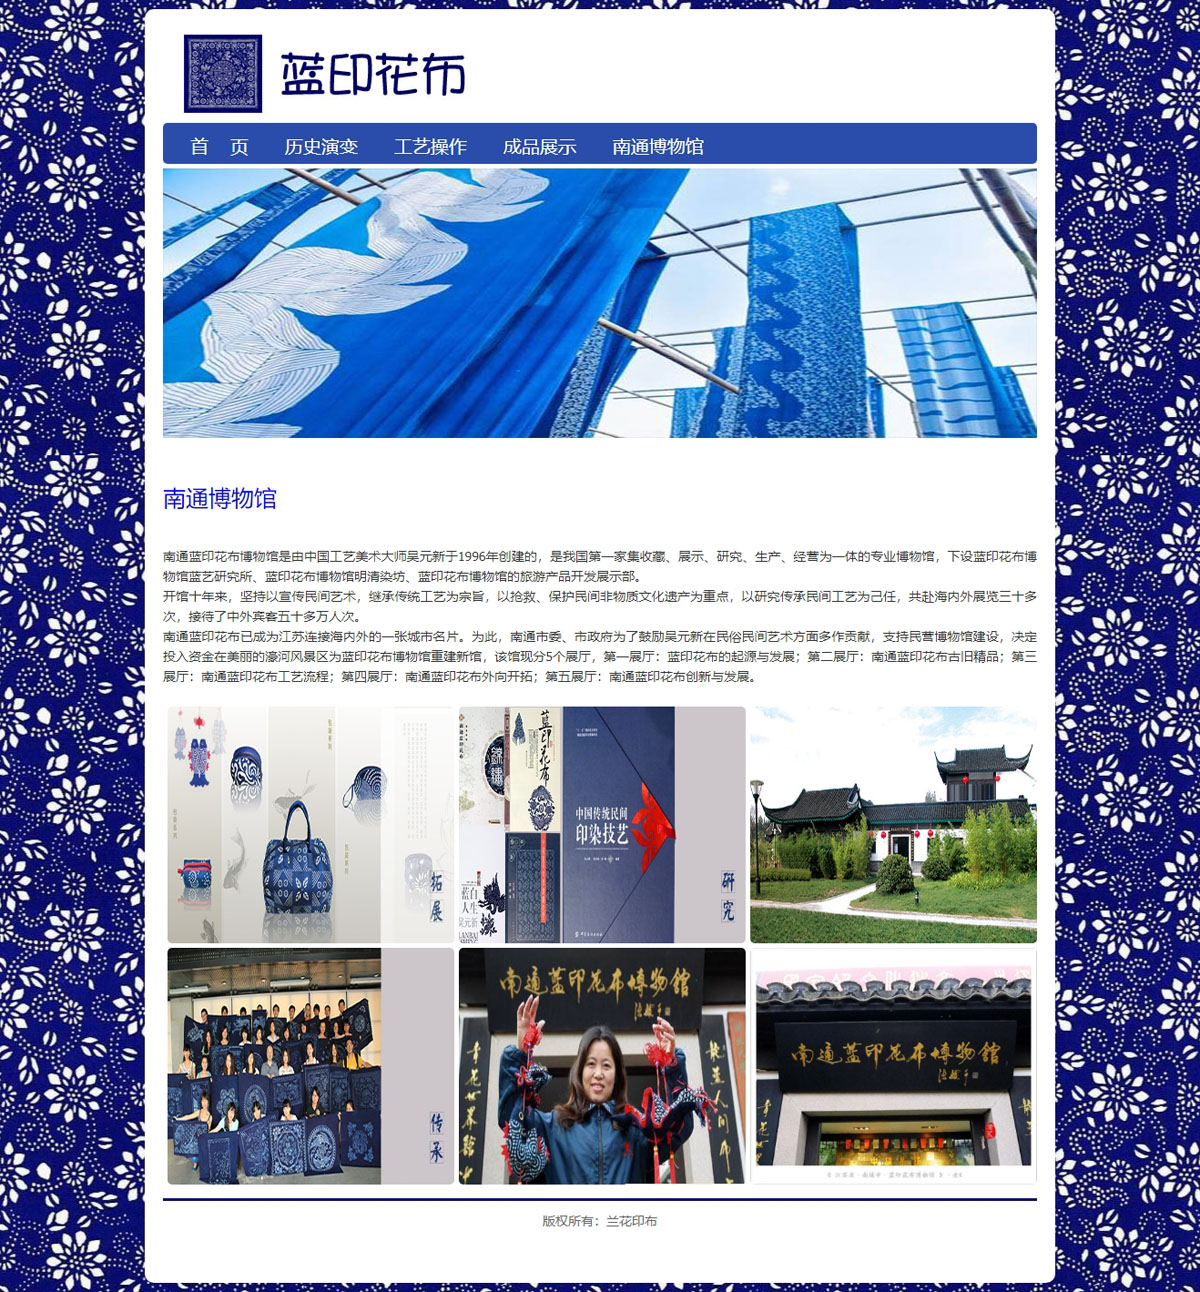 蓝印花布
首 页 历史演变 工艺操作 成品展示 南通博物馆
南通博物馆
南通蓝印花布博物馆是由中国工艺美术大师吴元新于1996年创建的，是我国第一家集收藏、展示、研究、生产、经营为一体的专业博物馆，下设蓝印花布博
物馆蓝艺研究所、蓝印花布博物馆明清染坊、蓝印花布博物馆的旅游产品开发展示部。
开馆十年来，坚持以宣传民间艺术，继承传统工艺为宗旨，以抢救、保护民间非物质文化遗产为重点，以研究传承民间工艺为己任，共赴海内外展览三十多
次，接待了中外宾客五十多万人次。
南通蓝印花布已成为江苏连接海内外的一张城市名片。为此，南通市委、市政府为了鼓励吴元新在民俗民间艺术方面多作贡献，支持民营博物馆建设，决定
投入资金在美丽的濠河风景区为蓝印花布博物馆重建新馆，该馆现分5个展厅，第一展厅：蓝印花布的起源与发展；第二展厅：南通蓝印花布古旧精品；第三
展厅：南通蓝印花布工艺流程；第四展厅：南通蓝印花布外向开拓；第五展厅：南通蓝印花布创新与发展。
拓展
蓝印花布
中国传统民间
印染技艺
蓝白
人生
研究
传承
南通蓝印花布博物馆
南通蓝印花布博物馆
版权所有：兰花印布